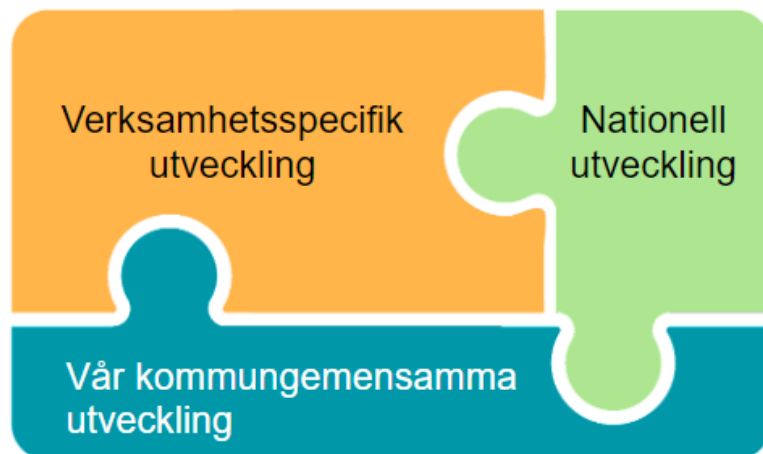 Verksamhetsspecifik
utveckling
Nationell
utveckling
Vår kommungemensamma
utveckling